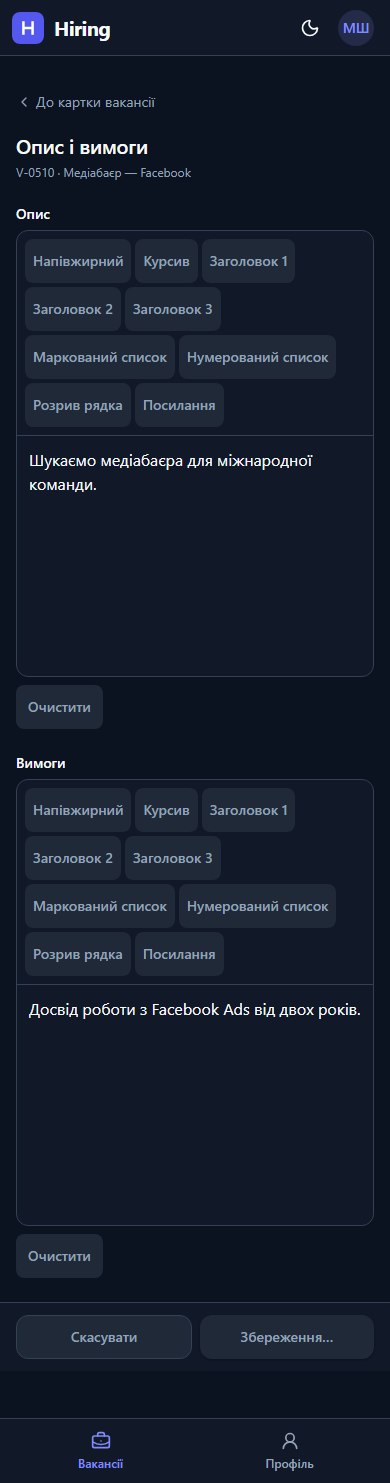 H Hiring МШ
До картки вакансії
Опис і вимоги
V-0510 · Медіабаєр — Facebook
Опис
Напівжирний Курсив Заголовок 1
Заголовок 2 Заголовок 3
Маркований список Нумерований список
Розрив рядка Посилання
Шукаємо медіабаєра для міжнародної
команди.
Очистити
Вимоги
Напівжирний Курсив Заголовок 1
Заголовок 2 Заголовок 3
Маркований список Нумерований список
Розрив рядка Посилання
Досвід роботи з Facebook Ads від двох років.
Очистити
Скасувати Збереження...
Вакансії Профіль